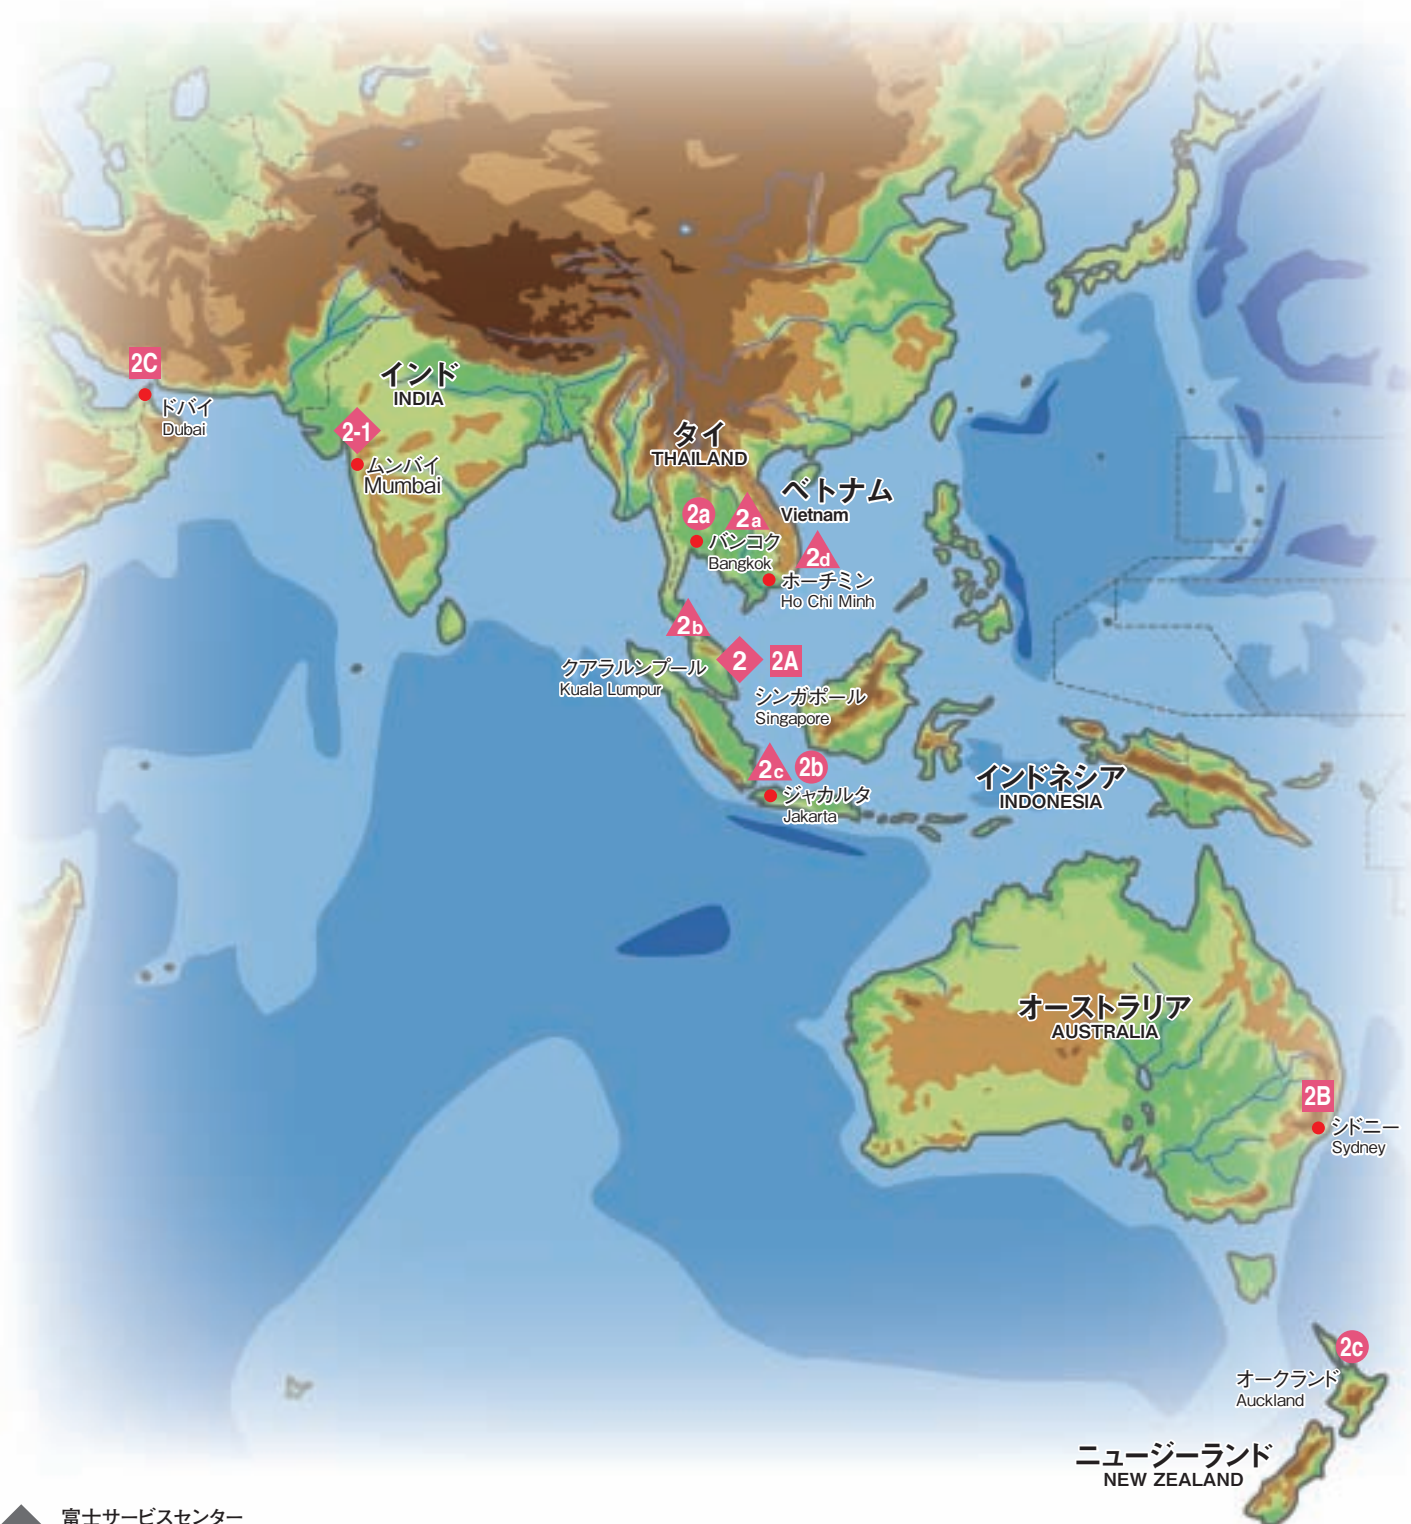 2C
ドバイ
Dubai
インド
INDIA
2-1
ムンバイ
Mumbai
タイ
THAILAND
ベトナム
Vietnam
2a
2a
バンコク
Bangkok
2d
ホーチミン
Ho Chi Minh
2b
クアラルンプール
Kuala Lumpur
2
2A
シンガポール
Singapore
2c
2b
ジャカルタ
Jakarta
インドネシア
INDONESIA
オーストラリア
AUSTRALIA
2B
シドニー
Sydney
2c
オークランド
Auckland
ニュージーランド
NEW ZEALAND
富士サービスセンター